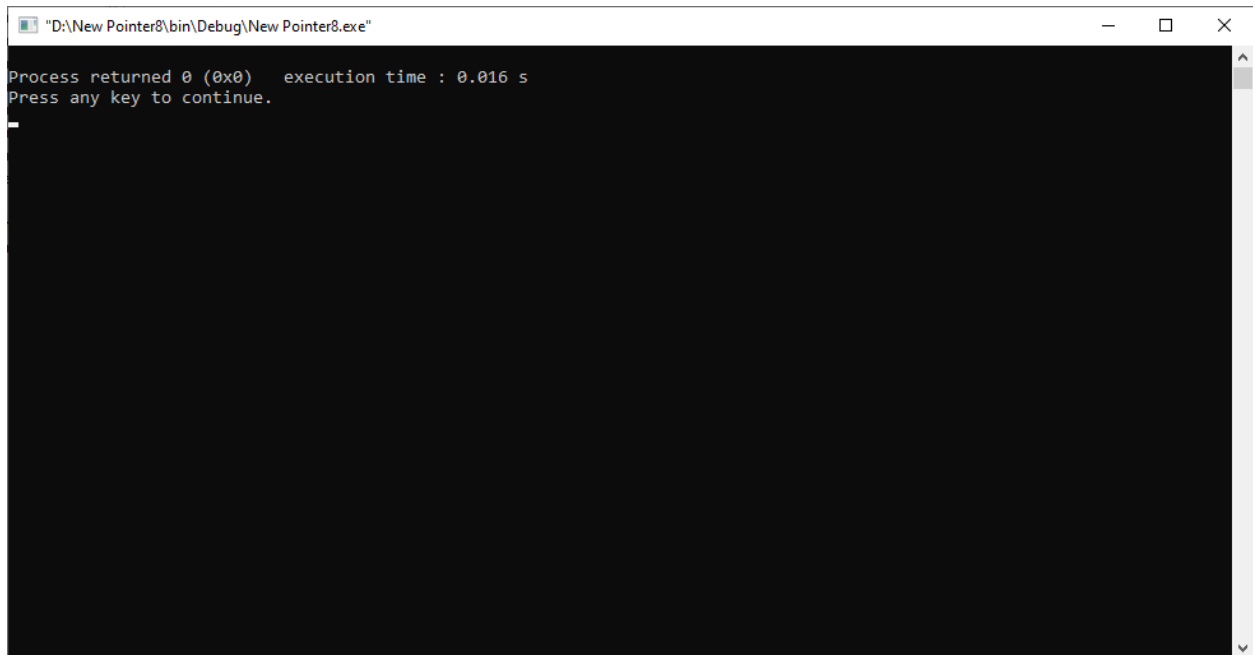 "D:\New Pointer8\bin\Debug\New Pointer8.exe"
Process returned 0 (0x0)   execution time : 0.016 s
Press any key to continue.